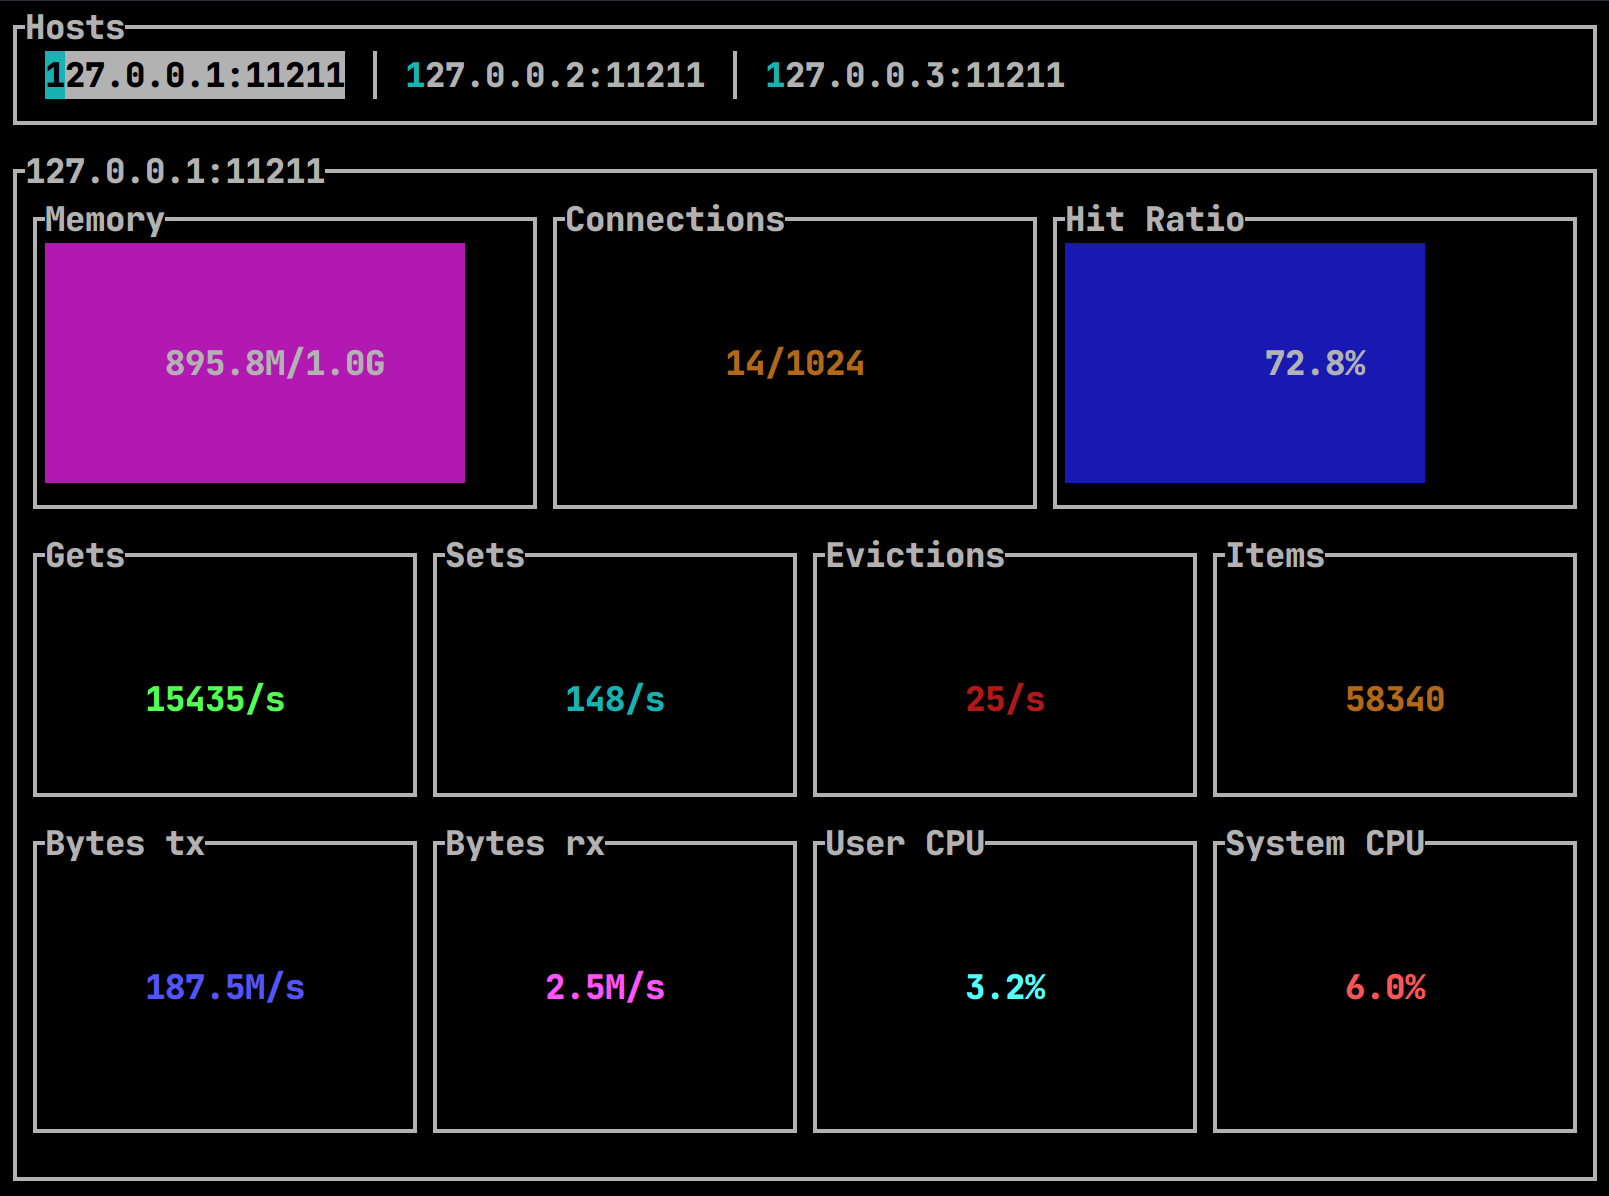 Hosts
127.0.0.1:11211 | 127.0.0.2:11211 | 127.0.0.3:11211
127.0.0.1:11211
Memory Connections Hit Ratio
895.8M/1.0G 14/1024 72.8%
Gets Sets Evictions Items
15435/s 148/s 25/s 58340
Bytes tx Bytes rx User CPU System CPU
187.5M/s 2.5M/s 3.2% 6.0%